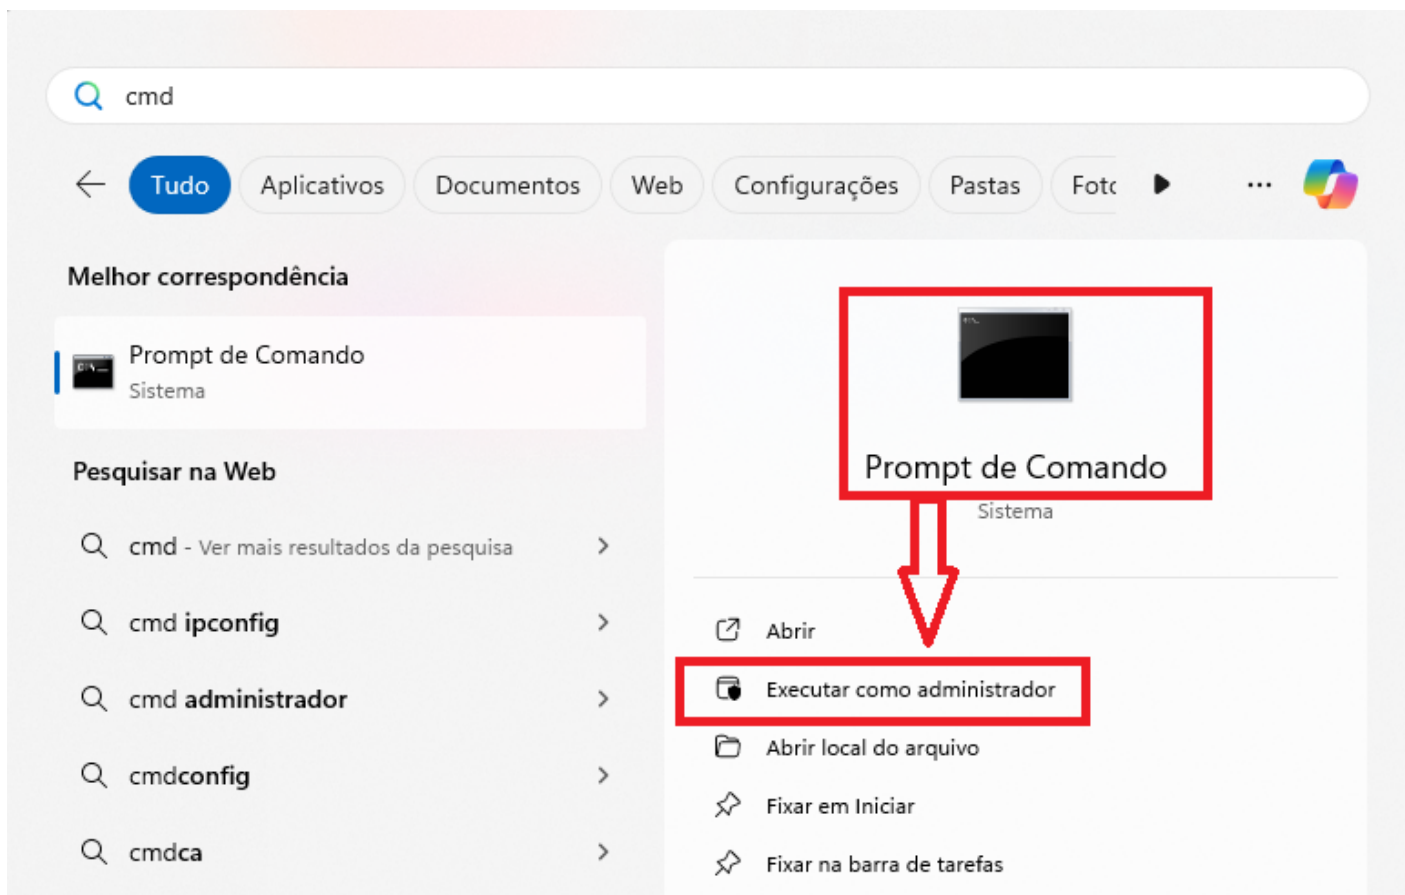 cmd
Tudo Aplicativos Documentos Web Configurações Pastas Foto
Melhor correspondência
Prompt de Comando
Sistema
Pesquisar na Web
cmd - Ver mais resultados da pesquisa
cmd ipconfig
cmd administrador
cmdconfig
cmdca
Prompt de Comando
Sistema
Abrir
Executar como administrador
Abrir local do arquivo
Fixar em Iniciar
Fixar na barra de tarefas